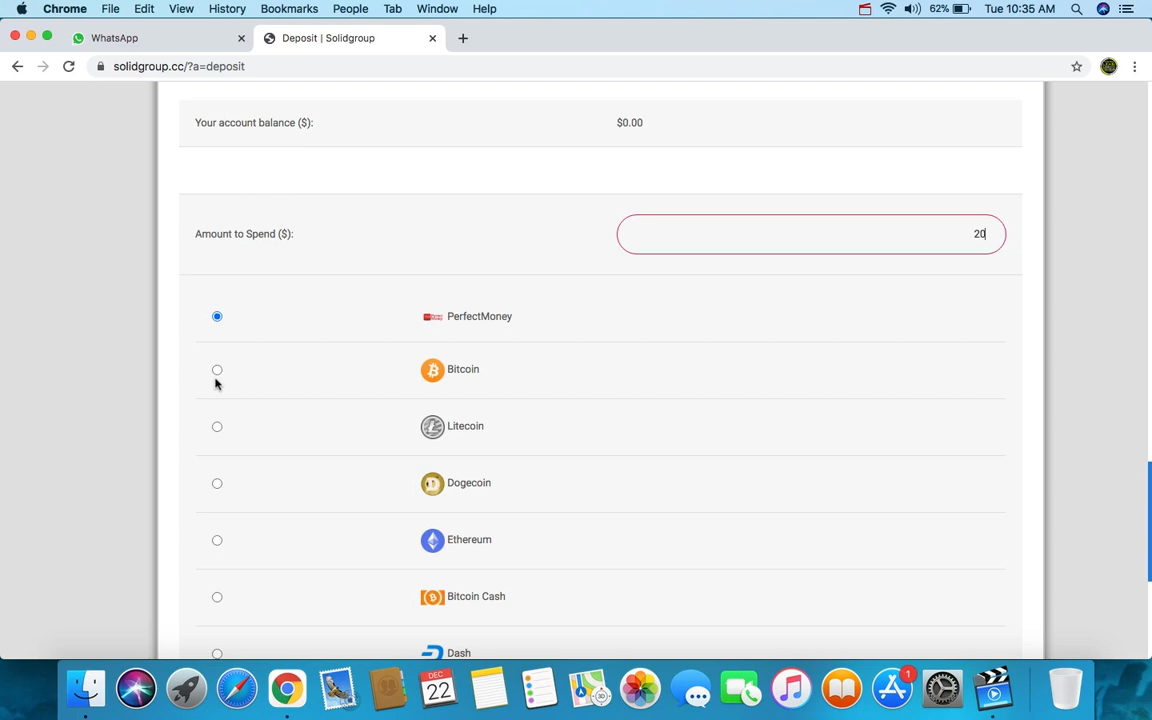 Chrome File Edit View History Bookmarks People Tab Window Help 62% Tue 10:35 AM
WhatsApp Deposit | Solidgroup
solidgroup.cc/?a=deposit
Your account balance ($): $0.00
Amount to Spend ($): 20
PerfectMoney
Bitcoin
Litecoin
Dogecoin
Ethereum
Bitcoin Cash
Dash
DEC
22
3D
1